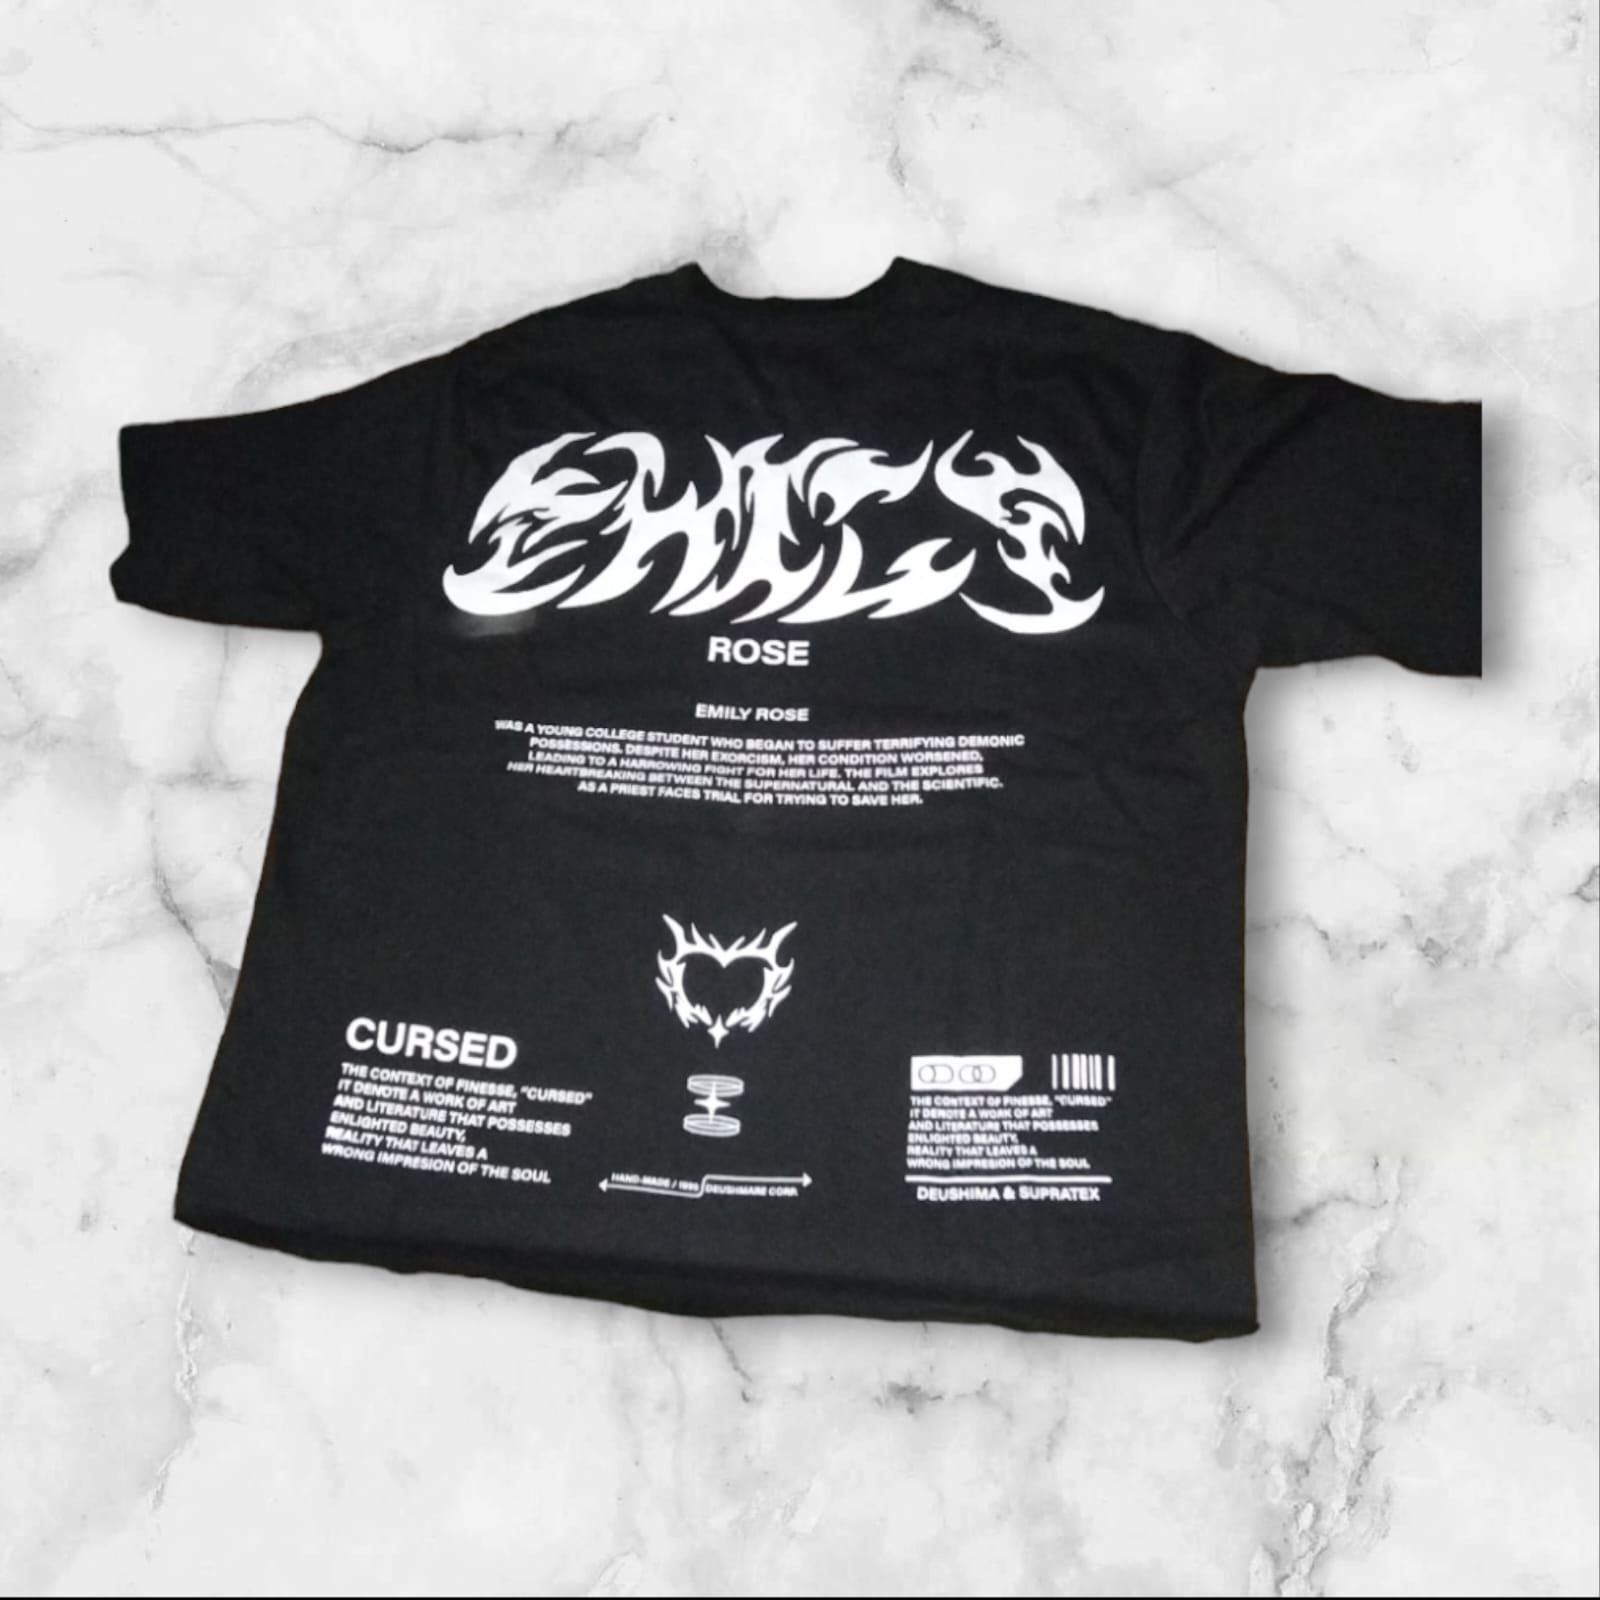 EMILY
ROSE
EMILY ROSE
WAS A YOUNG COLLEGE STUDENT WHO BEGAN TO SUFFER TERRIFYING DEMONIC
POSSESSIONS. DESPITE HER EXORCISM, HER CONDITION WORSENED,
LEADING TO A HARROWING FIGHT FOR HER LIFE. THE FILM EXPLORES
HER HEARTBREAKING BETWEEN THE SUPERNATURAL AND THE SCIENTIFIC.
AS A PRIEST FACES TRIAL FOR TRYING TO SAVE HER.
CURSED
THE CONTEXT OF FINESSE, "CURSED"
IT DENOTE A WORK OF ART
AND LITERATURE THAT POSSESSES
ENLIGHTED BEAUTY,
REALITY THAT LEAVES A
WRONG IMPRESION OF THE SOUL
HAND-MADE / 1996
DEUSHMARE CORP.
THE CONTEXT OF FINESSE, "CURSED"
IT DENOTE A WORK OF ART
AND LITERATURE THAT POSSESSES
ENLIGHTED BEAUTY,
REALITY THAT LEAVES A
WRONG IMPRESION OF THE SOUL
DEUSHIMA & SUPRATEX